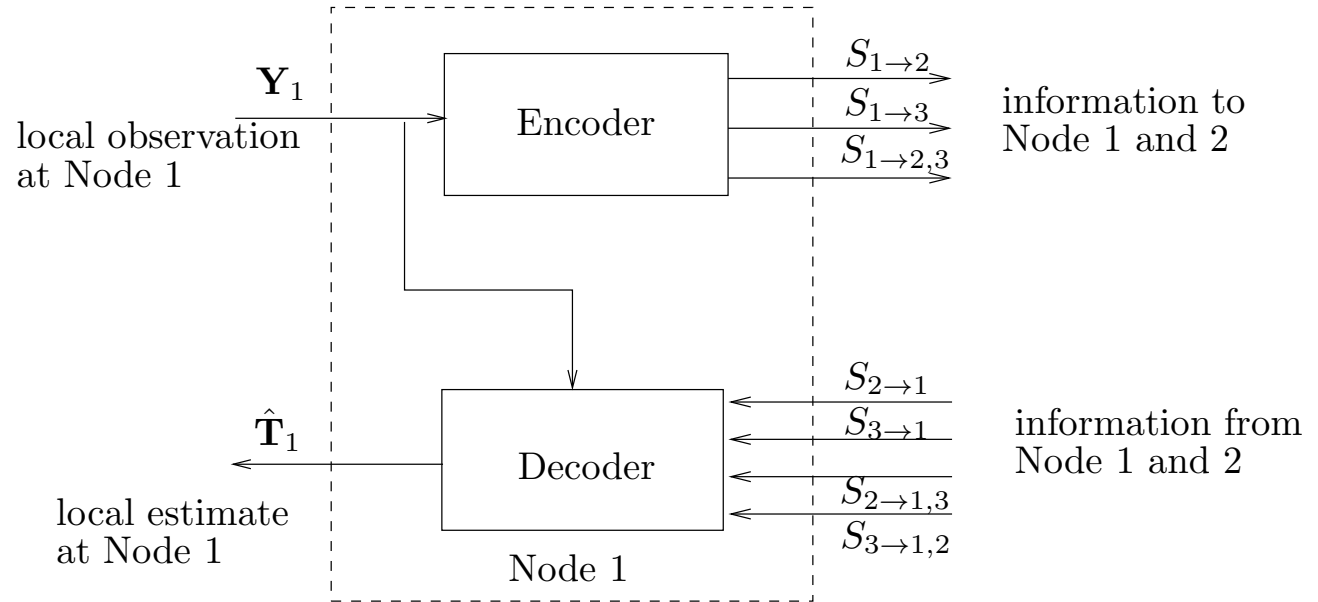 Y₁
local observation
at Node 1
Encoder
S₁→₂
S₁→₃
S₁→₂,₃
information to
Node 1 and 2
T̂₁
local estimate
at Node 1
Decoder
S₂→₁
S₃→₁
S₂→₁,₃
S₃→₁,₂
information from
Node 1 and 2
Node 1